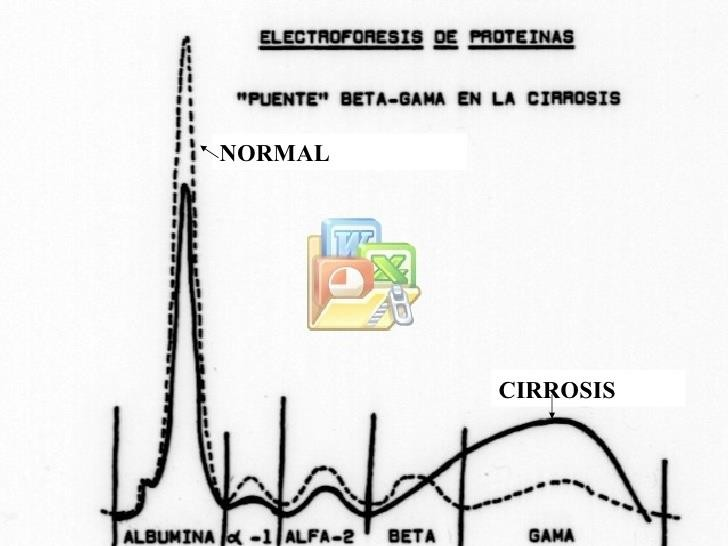 ELECTROFORESIS DE PROTEINAS
"PUENTE" BETA-GAMA EN LA CIRROSIS
NORMAL
CIRROSIS
ALBUMINA α-1 ALFA-2 BETA GAMA